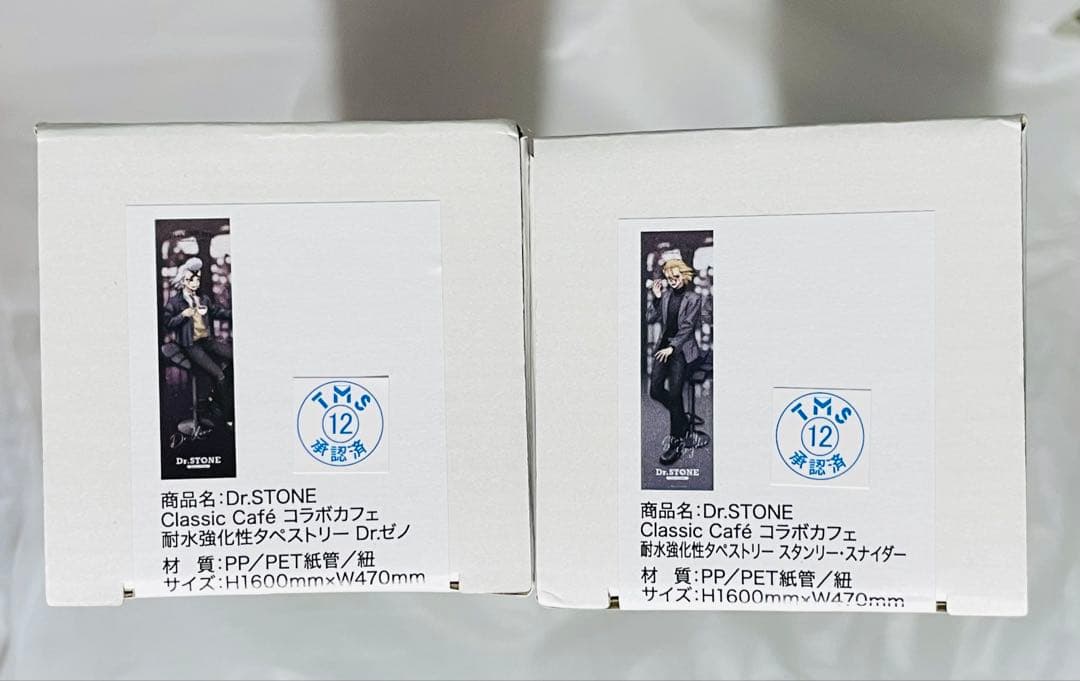 Dr.STONE
TMS
12
承認済
商品名:Dr.STONE
Classic Café コラボカフェ
耐水強化性タペストリー Dr.ゼノ
材 質:PP/PET紙管/紐
サイズ:H1600mm×W470mm
Dr.STONE
TMS
12
承認済
商品名:Dr.STONE
Classic Café コラボカフェ
耐水強化性タペストリー スタンリー・スナイダー
材 質:PP/PET紙管/紐
サイズ:H1600mm×W470mm